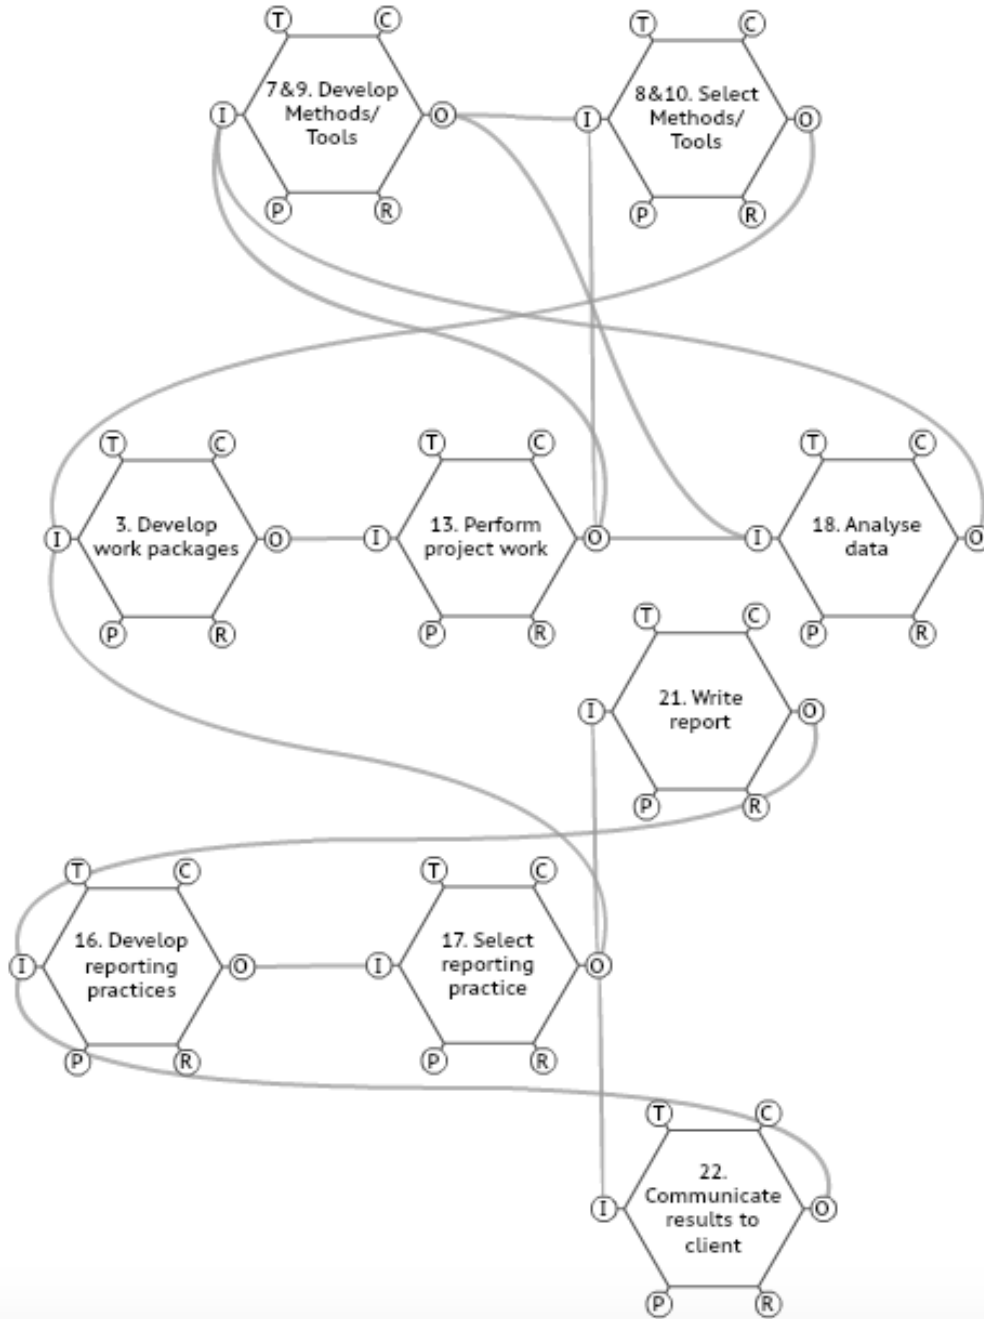 T C
7&9. Develop
Methods/
Tools
I O
P R
T C
8&10. Select
Methods/
Tools
I O
P R
T C
3. Develop
work packages
I O
P R
T C
13. Perform
project work
I O
P R
T C
18. Analyse
data
I O
P R
T C
21. Write
report
I O
P R
T C
16. Develop
reporting
practices
I O
P R
T C
17. Select
reporting
practice
I O
P R
T C
22.
Communicate
results to
client
I O
P R